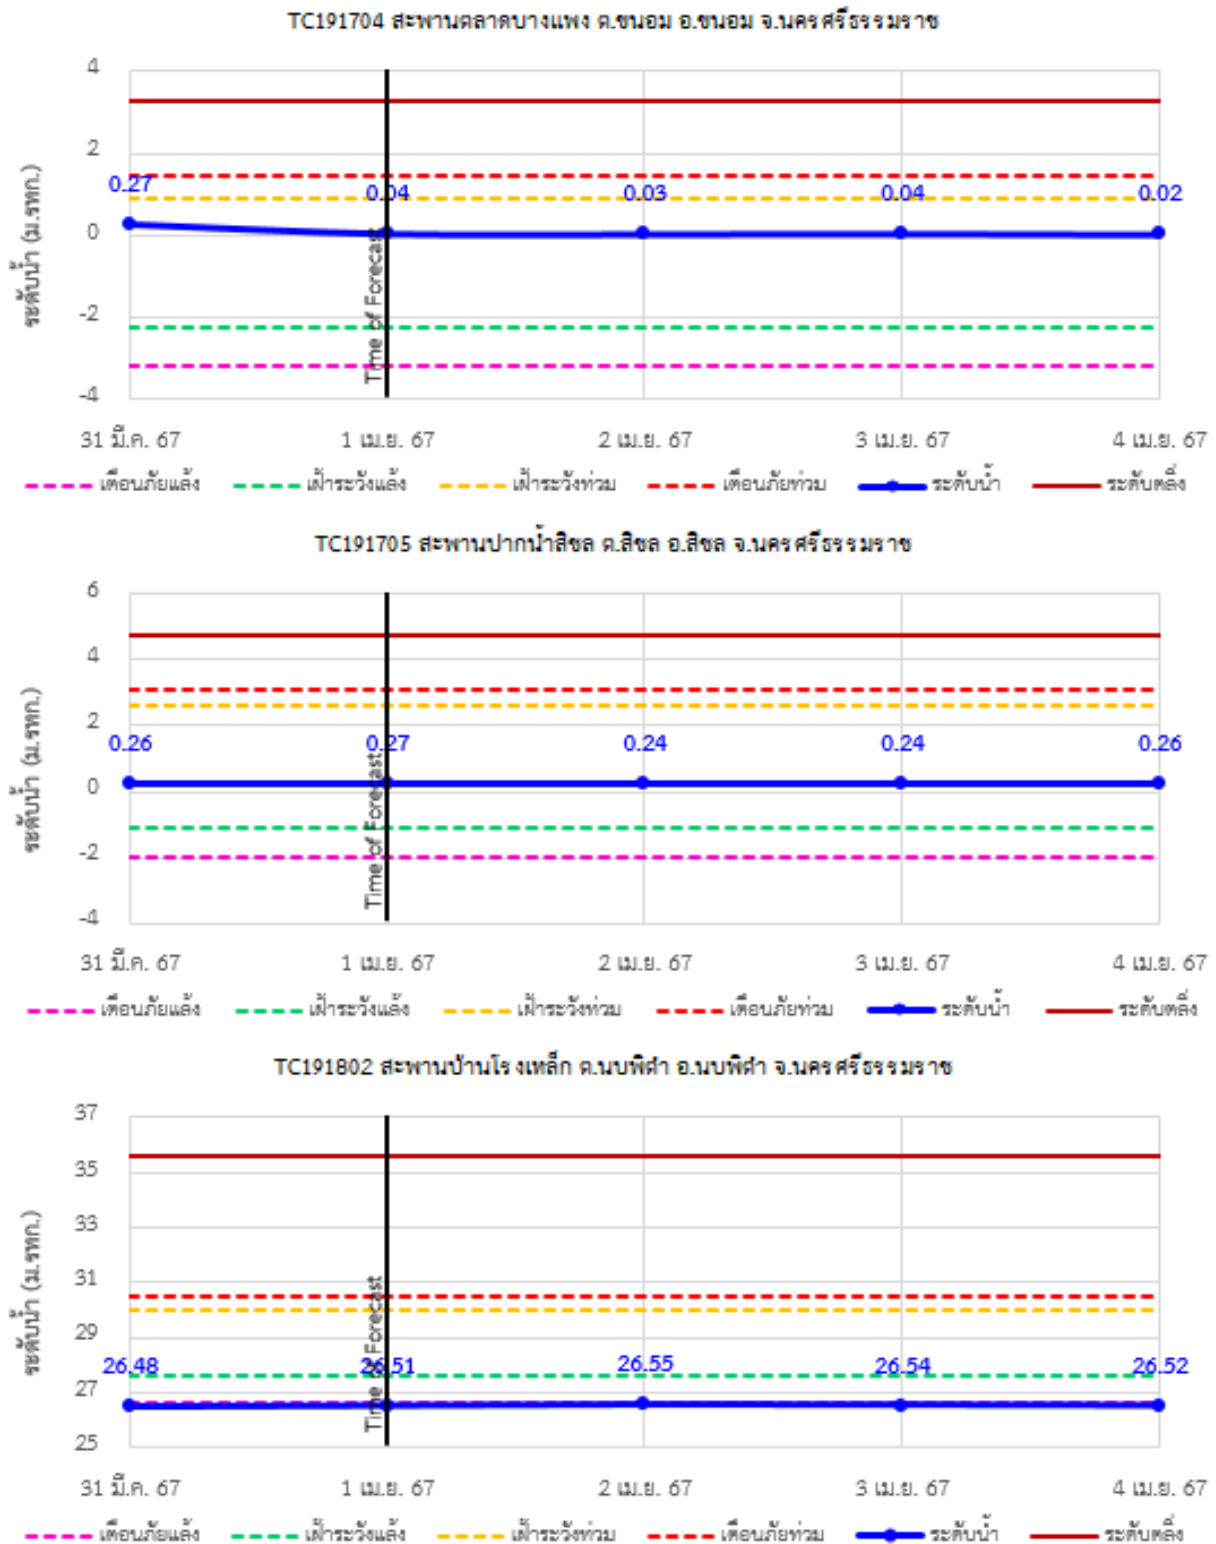 TC191704 สะพานตลาดบางแพง ต.ขนอม อ.ขนอม จ.นครศรีธรรมราช
ระดับน้ำ (ม.รทก.)
4
2
0
-2
-4
0.27
0.04
0.03
0.04
0.02
Time of Forecast
31 มี.ค. 67
1 เม.ย. 67
2 เม.ย. 67
3 เม.ย. 67
4 เม.ย. 67
เตือนภัยแล้ง
เฝ้าระวังแล้ง
เฝ้าระวังท่วม
เตือนภัยท่วม
ระดับน้ำ
ระดับตลิ่ง
TC191705 สะพานปากน้ำสิชล ต.สิชล อ.สิชล จ.นครศรีธรรมราช
ระดับน้ำ (ม.รทก.)
6
4
2
0
-2
-4
0.26
0.27
0.24
0.24
0.26
Time of Forecast
31 มี.ค. 67
1 เม.ย. 67
2 เม.ย. 67
3 เม.ย. 67
4 เม.ย. 67
เตือนภัยแล้ง
เฝ้าระวังแล้ง
เฝ้าระวังท่วม
เตือนภัยท่วม
ระดับน้ำ
ระดับตลิ่ง
TC191802 สะพานบ้านโรงเหล็ก ต.นบพิตำ อ.นบพิตำ จ.นครศรีธรรมราช
ระดับน้ำ (ม.รทก.)
37
35
33
31
29
27
25
26.48
26.51
26.55
26.54
26.52
Time of Forecast
31 มี.ค. 67
1 เม.ย. 67
2 เม.ย. 67
3 เม.ย. 67
4 เม.ย. 67
เตือนภัยแล้ง
เฝ้าระวังแล้ง
เฝ้าระวังท่วม
เตือนภัยท่วม
ระดับน้ำ
ระดับตลิ่ง